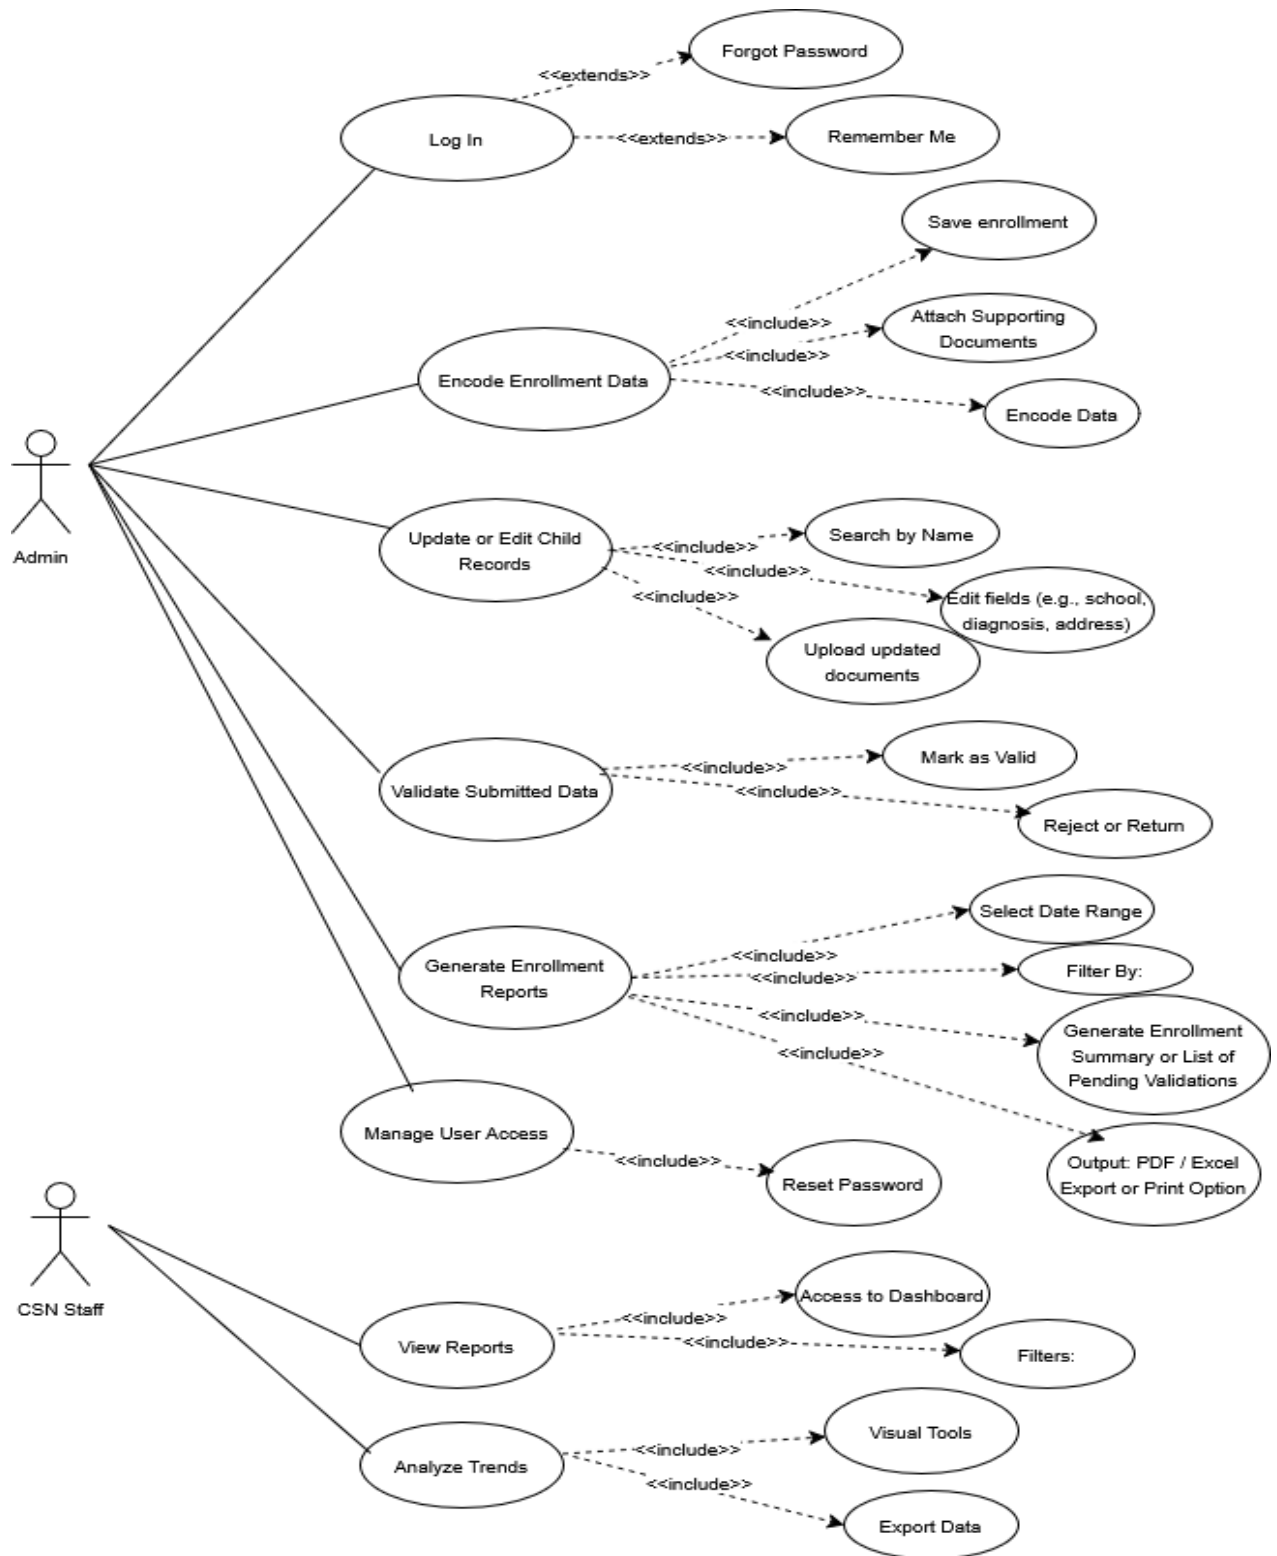 Forgot Password
<<extends>>
Log In
<<extends>>
Remember Me
Save enrollment
<<include>>
Attach Supporting
Documents
<<include>>
Encode Enrollment Data
<<include>>
Encode Data
Admin
Update or Edit Child
Records
<<include>>
Search by Name
<<include>>
Edit fields (e.g., school,
diagnosis, address)
<<include>>
Upload updated
documents
Validate Submitted Data
<<include>>
Mark as Valid
<<include>>
Reject or Return
Select Date Range
<<include>>
Generate Enrollment
Reports
<<include>>
Filter By:
<<include>>
Generate Enrollment
Summary or List of
Pending Validations
<<include>>
Manage User Access
<<include>>
Reset Password
Output: PDF / Excel
Export or Print Option
CSN Staff
Access to Dashboard
<<include>>
View Reports
<<include>>
Filters:
Visual Tools
<<include>>
Analyze Trends
<<include>>
Export Data